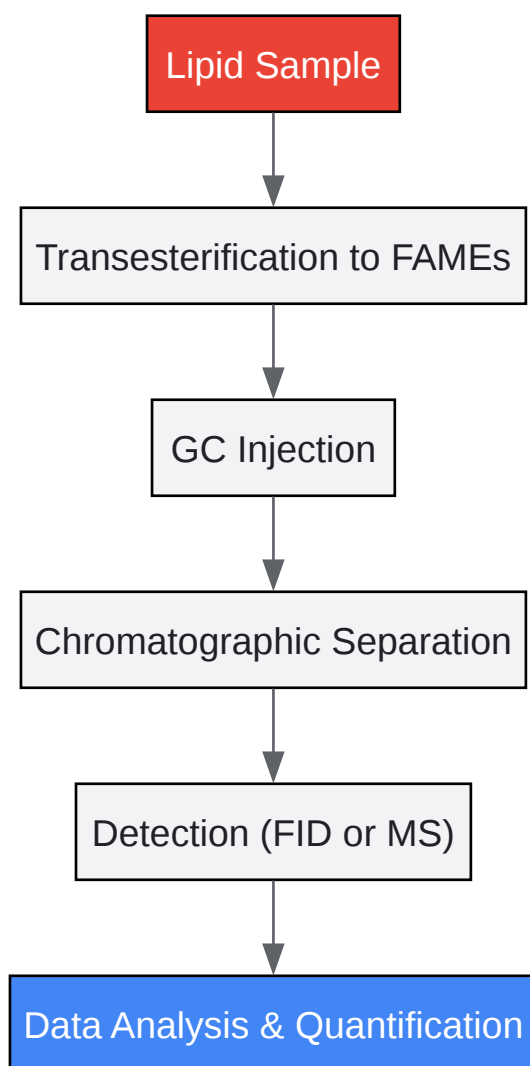 Lipid Sample
Transesterification to FAMEs
GC Injection
Chromatographic Separation
Detection (FID or MS)
Data Analysis & Quantification